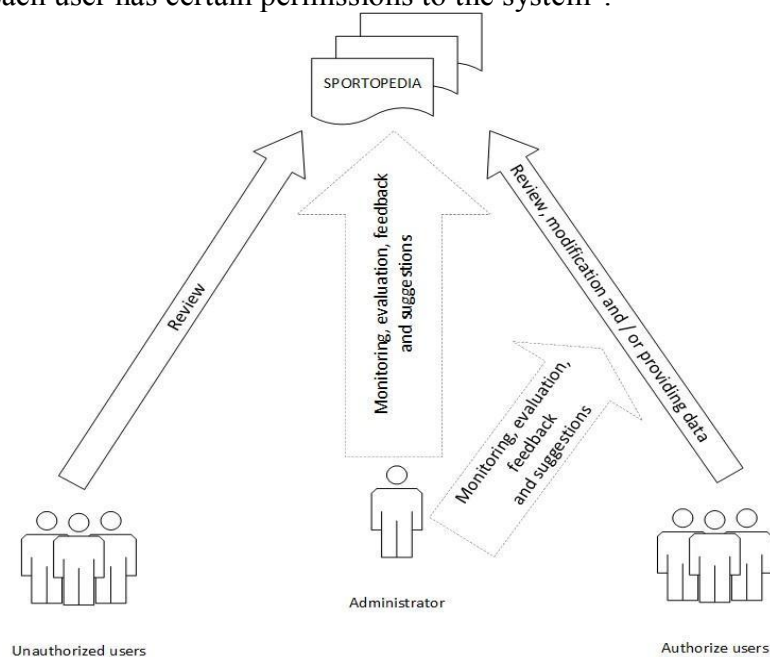 each user has certain permissions to the system".
SPORTOPEDIA
Review
Monitoring, evaluation, feedback
and suggestions
Review, modification and / or providing data
Monitoring, evaluation,
feedback
and suggestions
Administrator
Unauthorized users
Authorize users